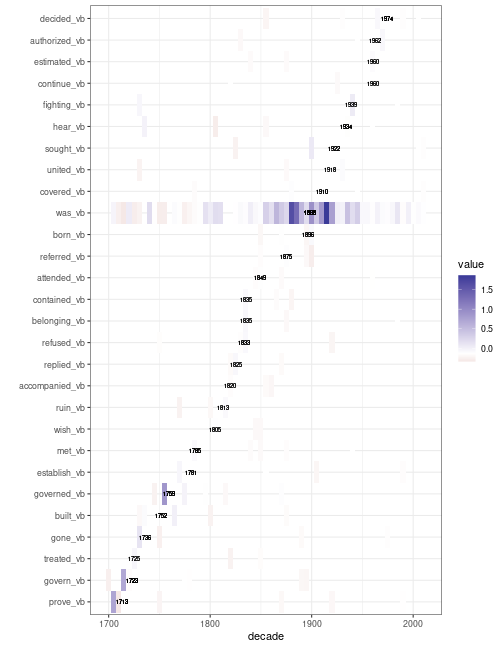 decided_vb 1974
authorized_vb 1962
estimated_vb 1960
continue_vb 1960
fighting_vb 1939
hear_vb 1934
sought_vb 1922
united_vb 1918
covered_vb 1910
was_vb
born_vb 1896
referred_vb 1875
attended_vb 1849
contained_vb 1835
belonging_vb 1835
refused_vb 1833
replied_vb 1825
accompanied_vb 1820
ruin_vb 1813
wish_vb 1805
met_vb 1785
establish_vb 1781
governed_vb 1759
built_vb 1752
gone_vb 1736
treated_vb 1725
govern_vb 1723
prove_vb 1713
1700 1800 1900 2000
decade
value
1.5
1.0
0.5
0.0